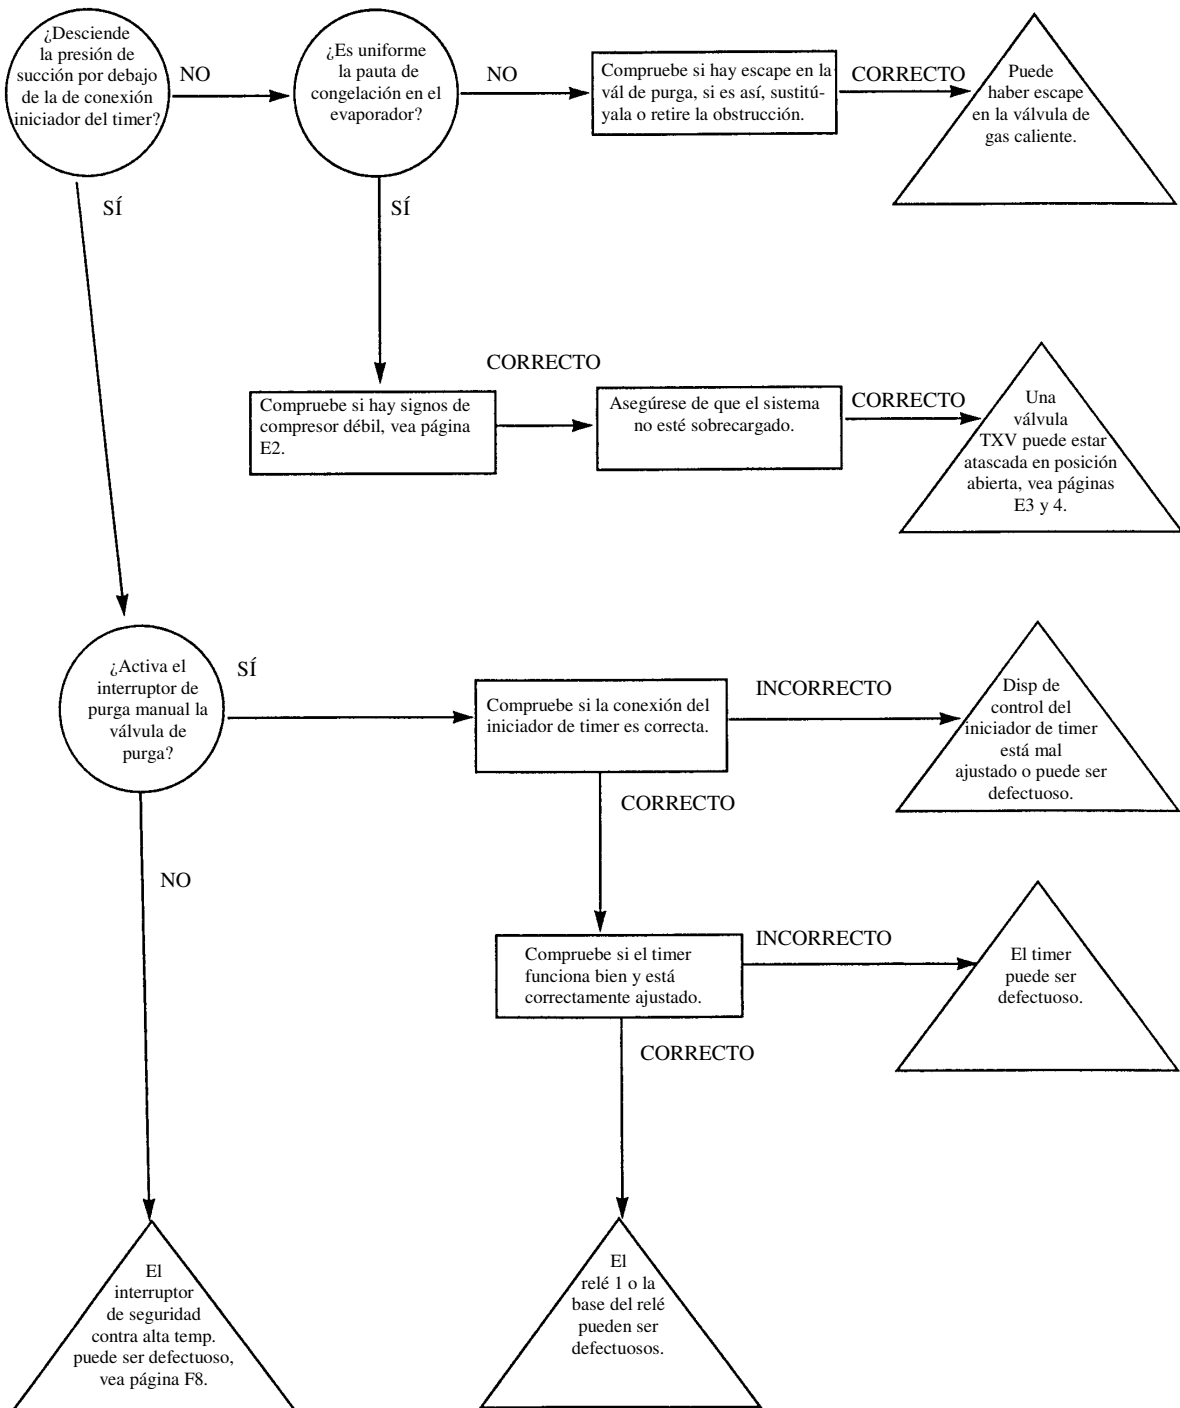 ¿Desciende
la presión de
succión por debajo
de la de conexión
iniciador del timer?
NO
¿Es uniforme
la pauta de
congelación en el
evaporador?
NO
Compruebe si hay escape en la
vál de purga, si es así, sustitú-
yala o retire la obstrucción.
CORRECTO
Puede
haber escape
en la válvula de
gas caliente.
SÍ
SÍ
Compruebe si hay signos de
compresor débil, vea página
E2.
CORRECTO
Asegúrese de que el sistema
no esté sobrecargado.
CORRECTO
Una
válvula
TXV puede estar
atascada en posición
abierta, vea páginas
E3 y 4.
¿Activa el
interruptor de
purga manual la
válvula de
purga?
SÍ
Compruebe si la conexión del
iniciador de timer es correcta.
INCORRECTO
Disp de
control del
iniciador de timer
está mal
ajustado o puede ser
defectuoso.
CORRECTO
NO
Compruebe si el timer
funciona bien y está
correctamente ajustado.
INCORRECTO
El timer
puede ser
defectuoso.
CORRECTO
El
interruptor
de seguridad
contra alta temp.
puede ser defectuoso,
vea página F8.
El
relé 1 o la
base del relé
pueden ser
defectuosos.